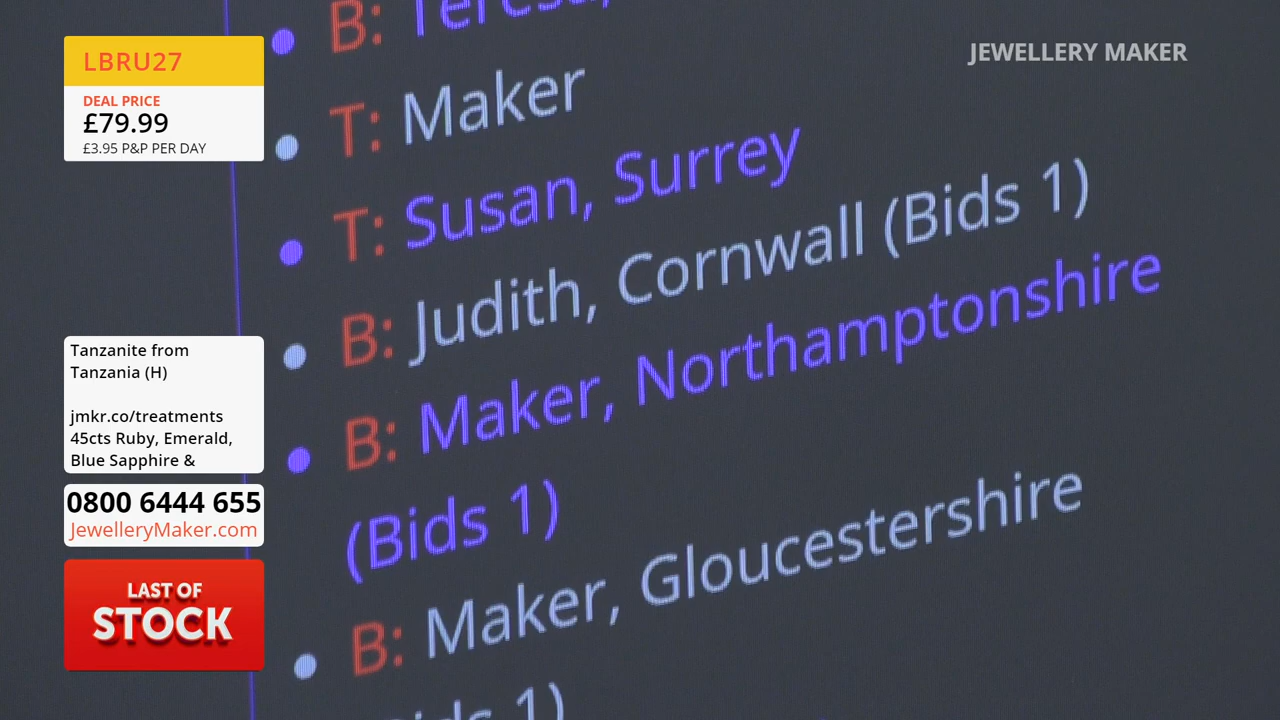 LBRU27
DEAL PRICE
£79.99
£3.95 P&P PER DAY
Tanzanite from
Tanzania (H)
jmkr.co/treatments
45cts Ruby, Emerald,
Blue Sapphire &
0800 6444 655
JewelleryMaker.com
LAST OF
STOCK
JEWELLERY MAKER
B: Teresa,
T: Maker
T: Susan, Surrey
B: Judith, Cornwall (Bids 1)
B: Maker, Northamptonshire
(Bids 1)
B: Maker, Gloucestershire
1)